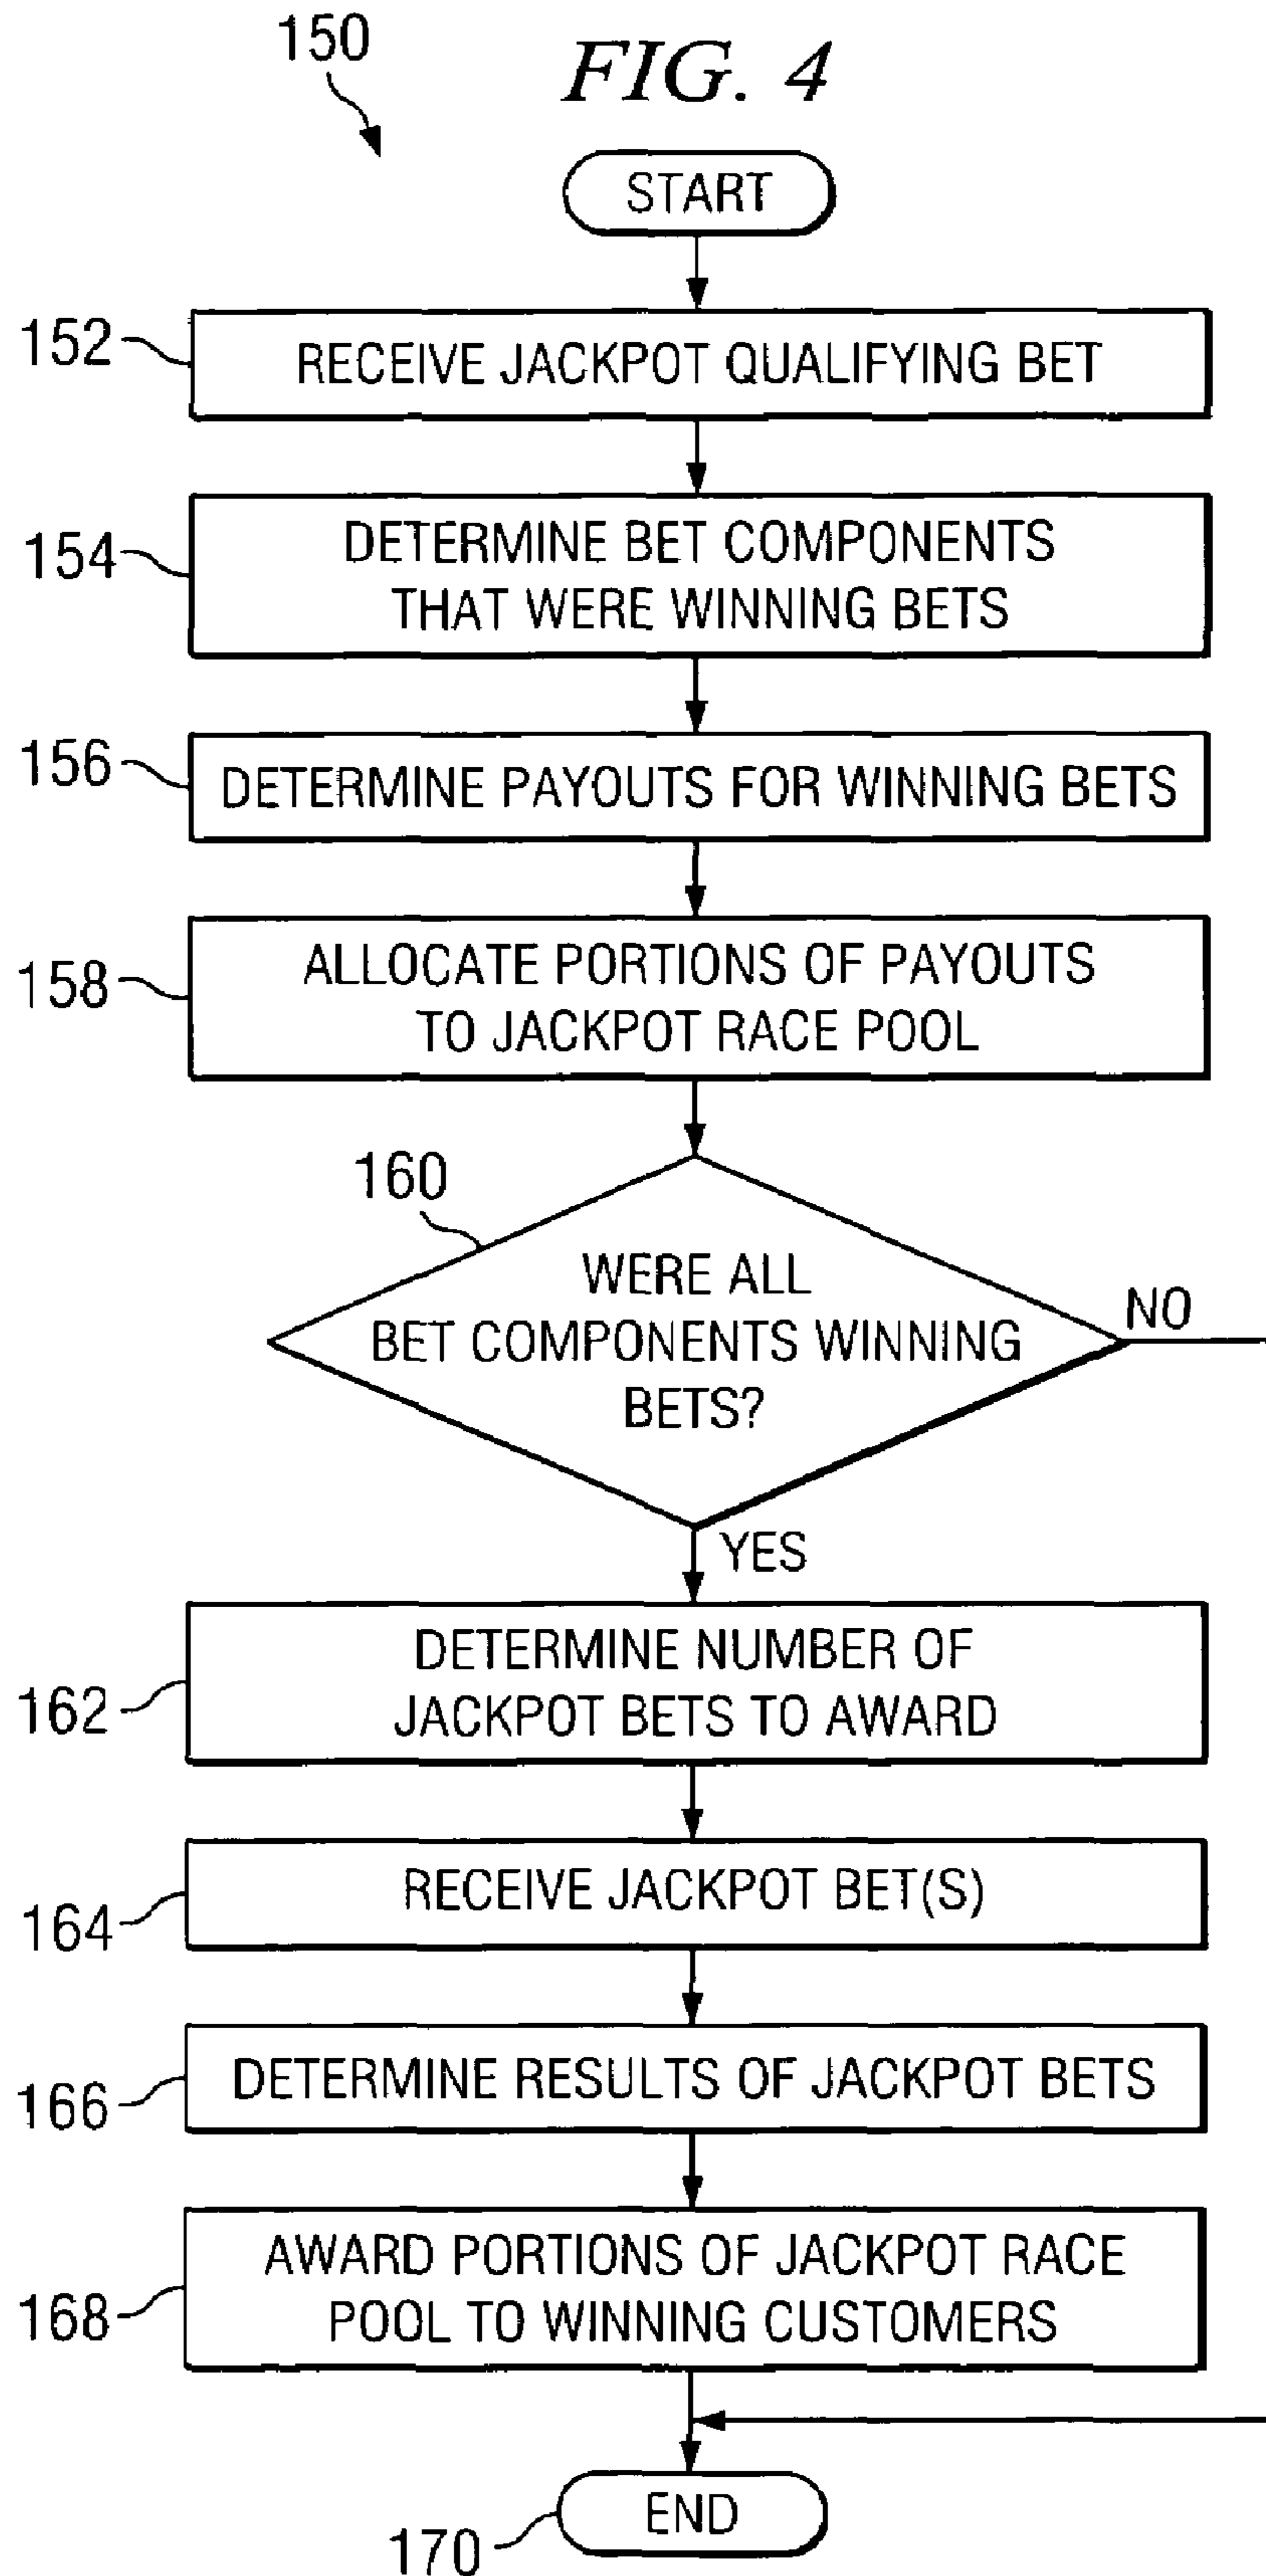 150
FIG. 4
START
152
RECEIVE JACKPOT QUALIFYING BET
154
DETERMINE BET COMPONENTS
THAT WERE WINNING BETS
156
DETERMINE PAYOUTS FOR WINNING BETS
158
ALLOCATE PORTIONS OF PAYOUTS
TO JACKPOT RACE POOL
160
WERE ALL
BET COMPONENTS WINNING
BETS?
NO
YES
162
DETERMINE NUMBER OF
JACKPOT BETS TO AWARD
164
RECEIVE JACKPOT BET(S)
166
DETERMINE RESULTS OF JACKPOT BETS
168
AWARD PORTIONS OF JACKPOT RACE
POOL TO WINNING CUSTOMERS
END
170